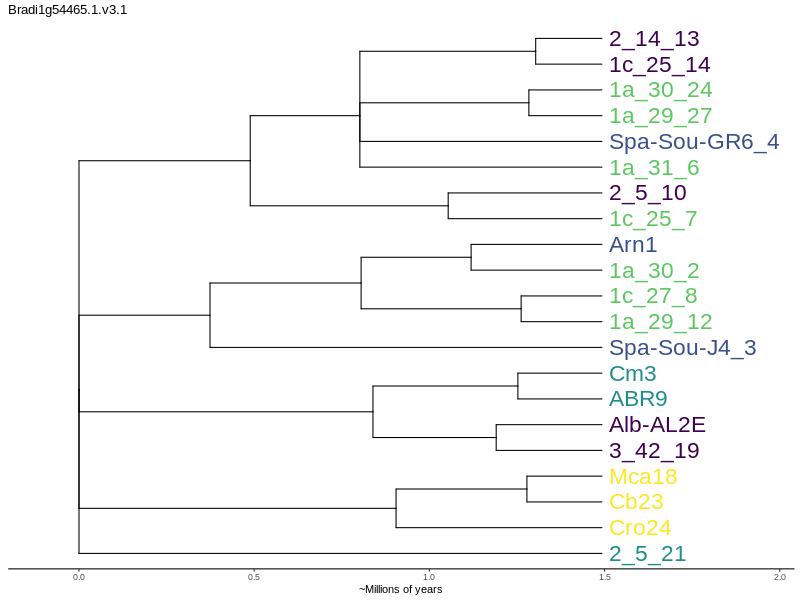 Bradi1g54465.1.v3.1
2_14_13
1c_25_14
1a_30_24
1a_29_27
Spa-Sou-GR6_4
1a_31_6
2_5_10
1c_25_7
Arn1
1a_30_2
1c_27_8
1a_29_12
Spa-Sou-J4_3
Cm3
ABR9
Alb-AL2E
3_42_19
Mca18
Cb23
Cro24
2_5_21
0.0 0.5 1.0 1.5 2.0
~Millions of years